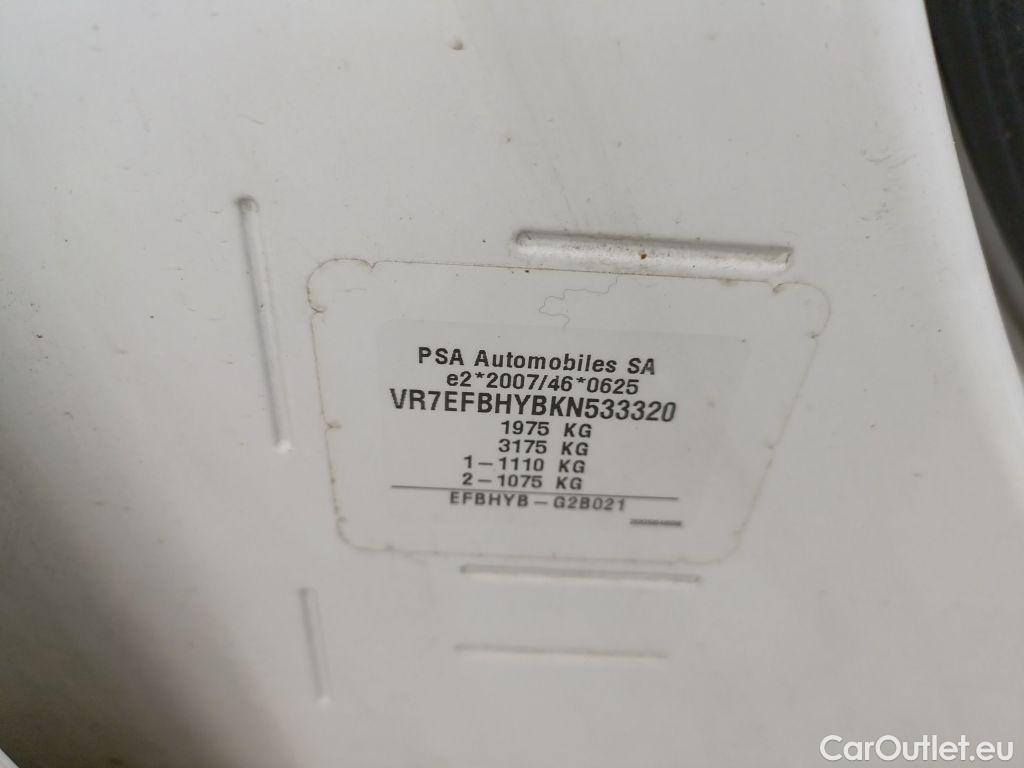 PSA Automobiles SA
e2*2007/46*0625
VR7EFBHYBKN533320
1975 KG
3175 KG
1-1110 KG
2-1075 KG
EFBHYB-G2B021
CarOutlet.eu